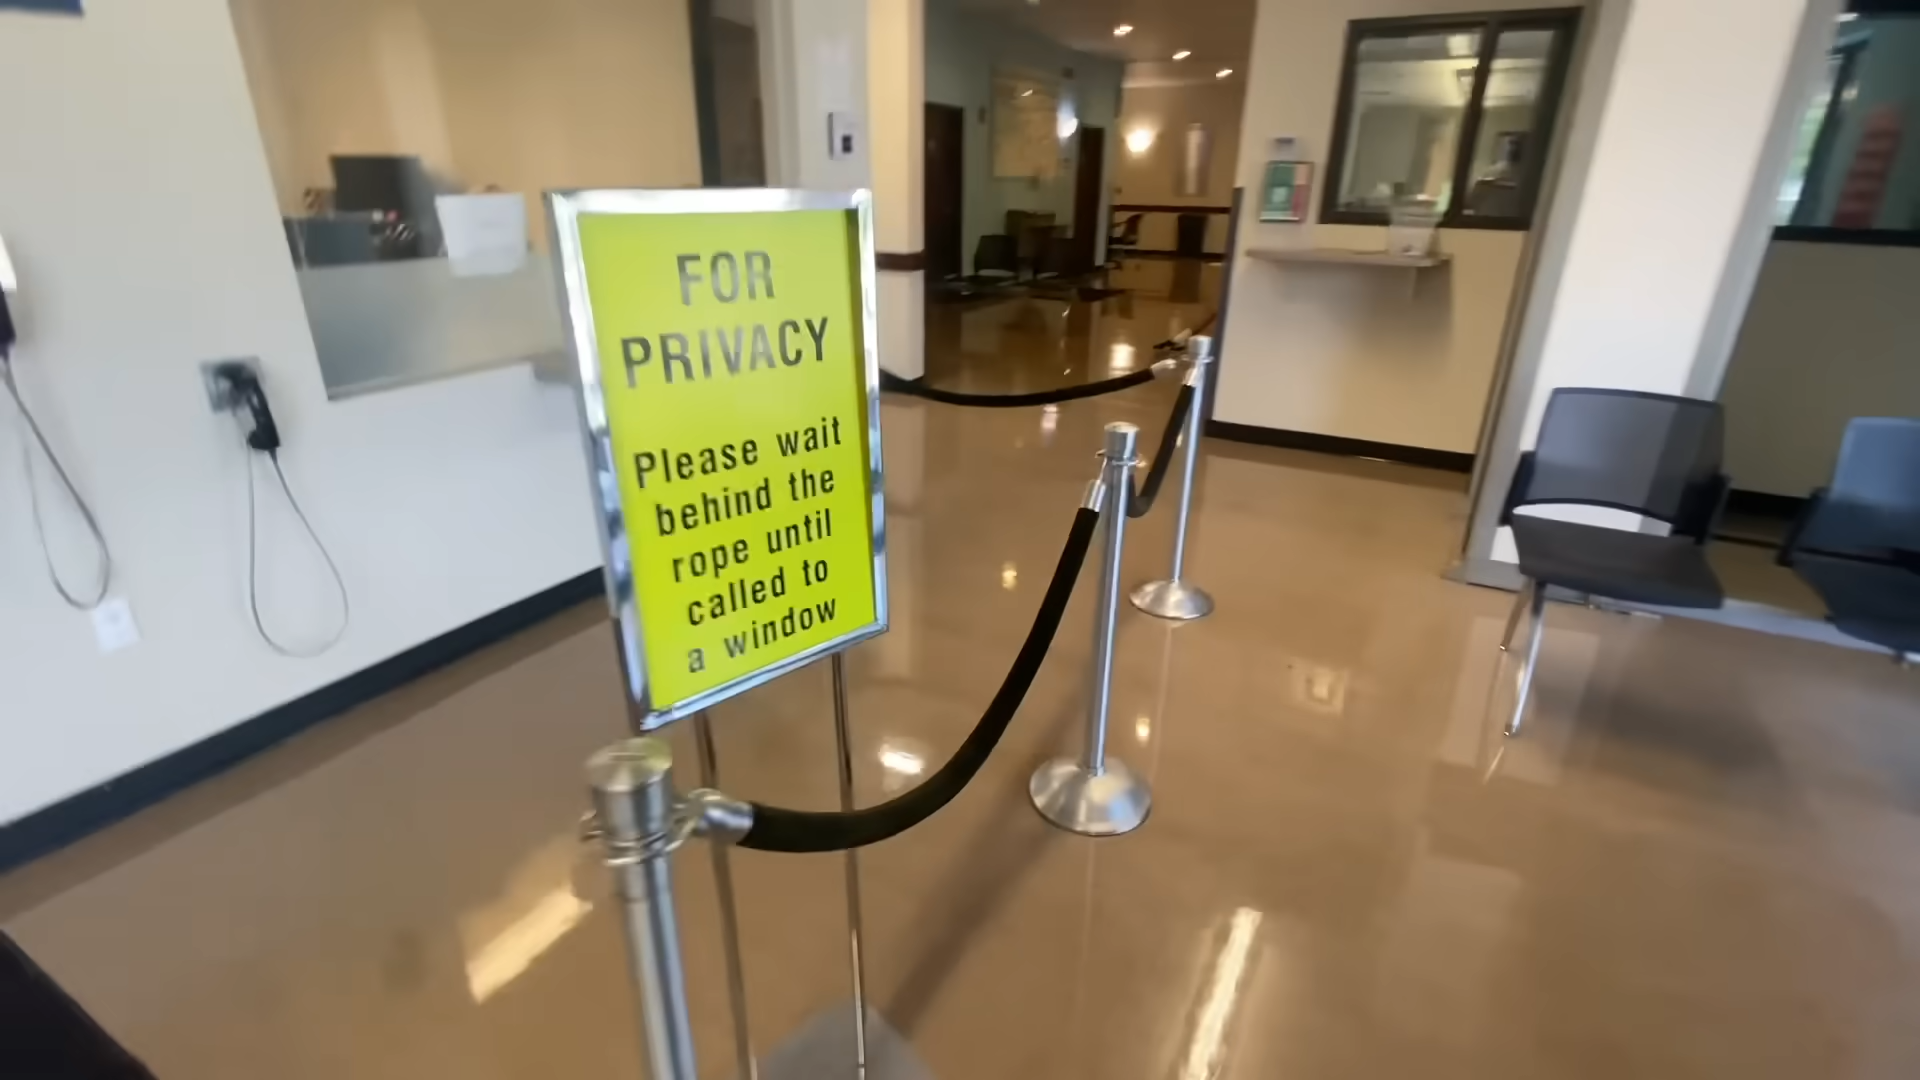 FOR
PRIVACY
Please wait
behind the
rope until
called to
a window